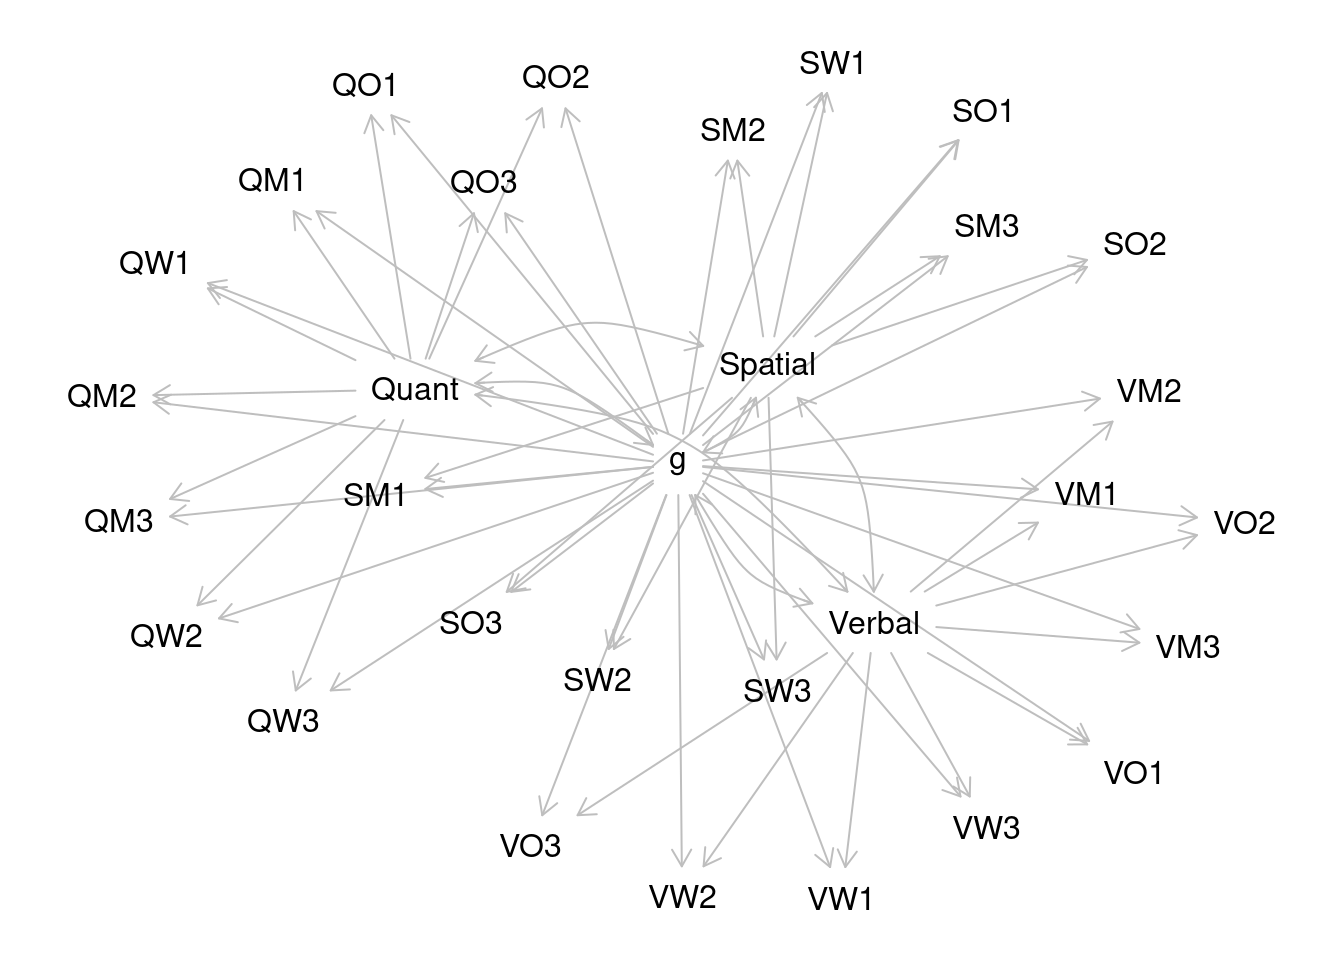 SW1
QO1
QO2
SO1
SM2
QM1
QO3
SM3
SO2
QW1
Spatial
Quant
VM2
QM2
g
SM1
VM1
QM3
VO2
SO3
Verbal
QW2
VM3
SW2
SW3
QW3
VO1
VW3
VO3
VW2
VW1